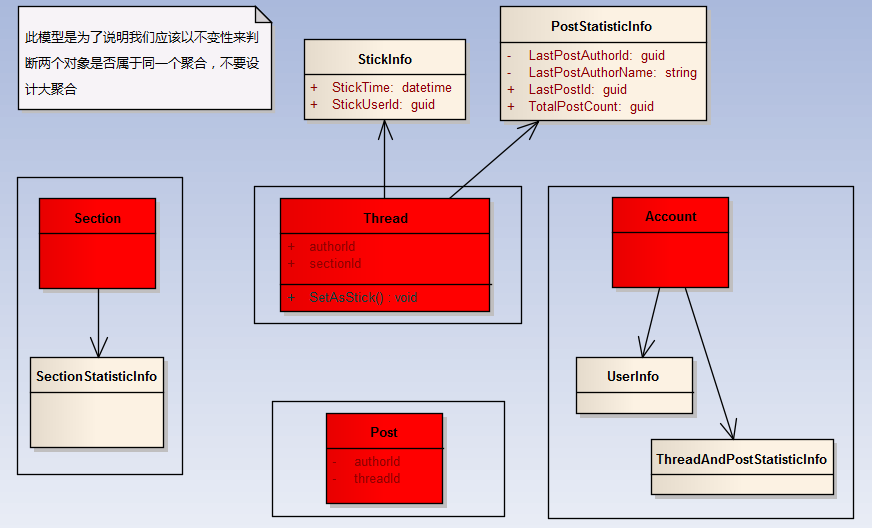 此模型是为了说明我们应该以不变性来判
断两个对象是否属于同一个聚合，不要设
计大聚合
StickInfo
+ StickTime: datetime
+ StickUserId: guid
PostStatisticInfo
- LastPostAuthorId: guid
- LastPostAuthorName: string
+ LastPostId: guid
+ TotalPostCount: guid
Section
SectionStatisticInfo
Thread
+ authorId
+ sectionId
+ SetAsStick() : void
Account
UserInfo
ThreadAndPostStatisticInfo
Post
- authorId
- threadId